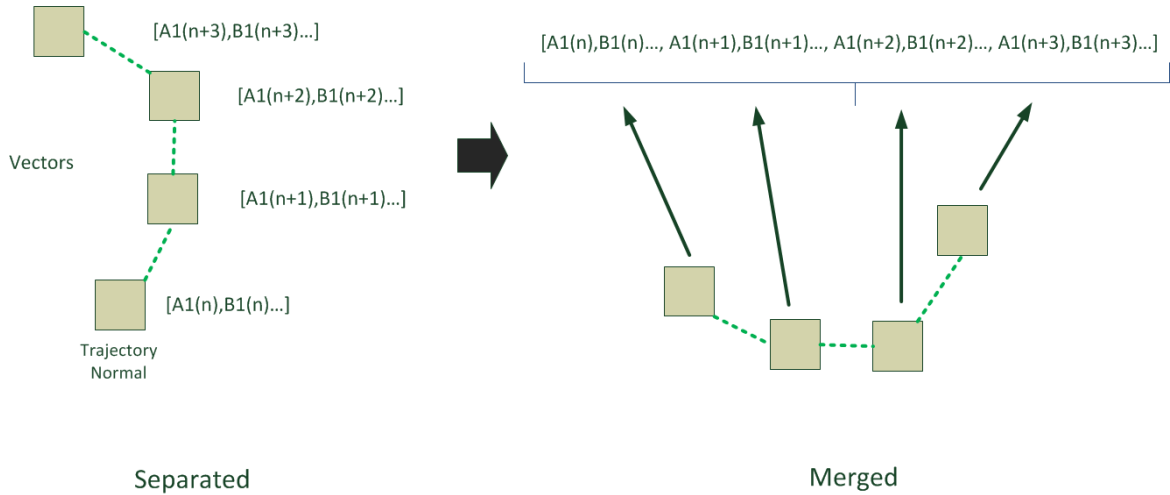 [A1(n+3),B1(n+3)...]
[A1(n+2),B1(n+2)...]
Vectors
[A1(n+1),B1(n+1)...]
[A1(n),B1(n)...]
Trajectory
Normal
Separated
[A1(n),B1(n)..., A1(n+1),B1(n+1)..., A1(n+2),B1(n+2)..., A1(n+3),B1(n+3)...]
Merged